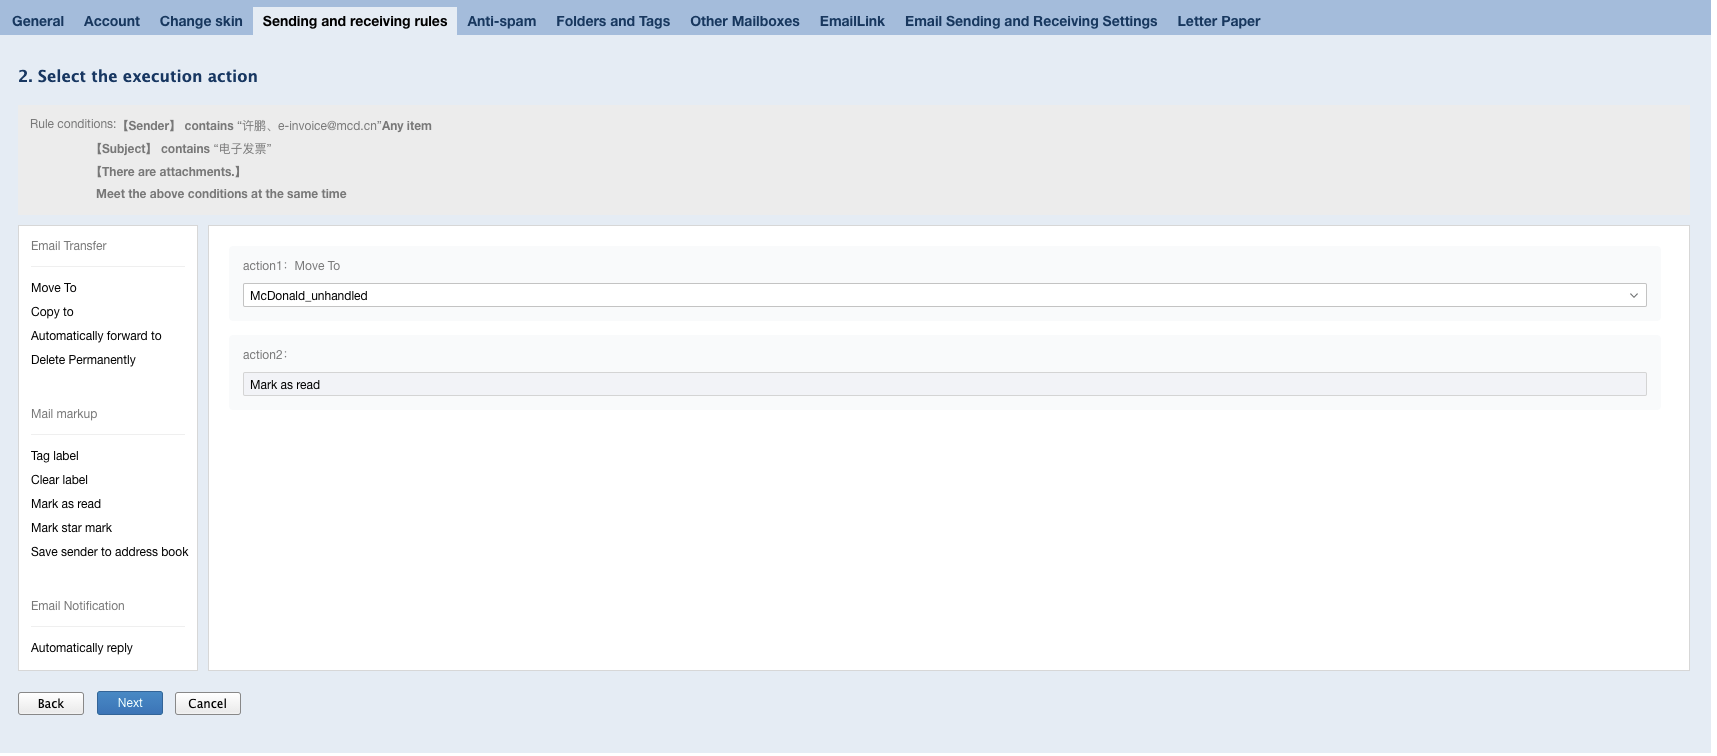 General Account Change skin Sending and receiving rules Anti-spam Folders and Tags Other Mailboxes EmailLink Email Sending and Receiving Settings Letter Paper
2. Select the execution action
Rule conditions:【Sender】 contains “许鹏、e-invoice@mcd.cn”Any item
【Subject】 contains “电子发票”
【There are attachments.】
Meet the above conditions at the same time
Email Transfer
Move To
Copy to
Automatically forward to
Delete Permanently
Mail markup
Tag label
Clear label
Mark as read
Mark star mark
Save sender to address book
Email Notification
Automatically reply
action1：Move To
McDonald_unhandled
action2：
Mark as read
Back Next Cancel